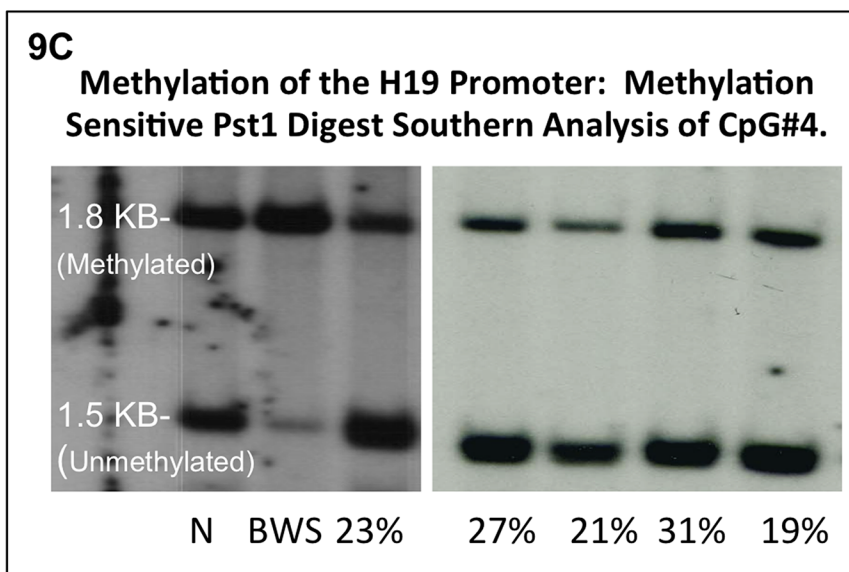 9C
Methylation of the H19 Promoter: Methylation
Sensitive Pst1 Digest Southern Analysis of CpG#4.
1.8 KB-
(Methylated)
1.5 KB-
(Unmethylated)
N BWS 23% 27% 21% 31% 19%